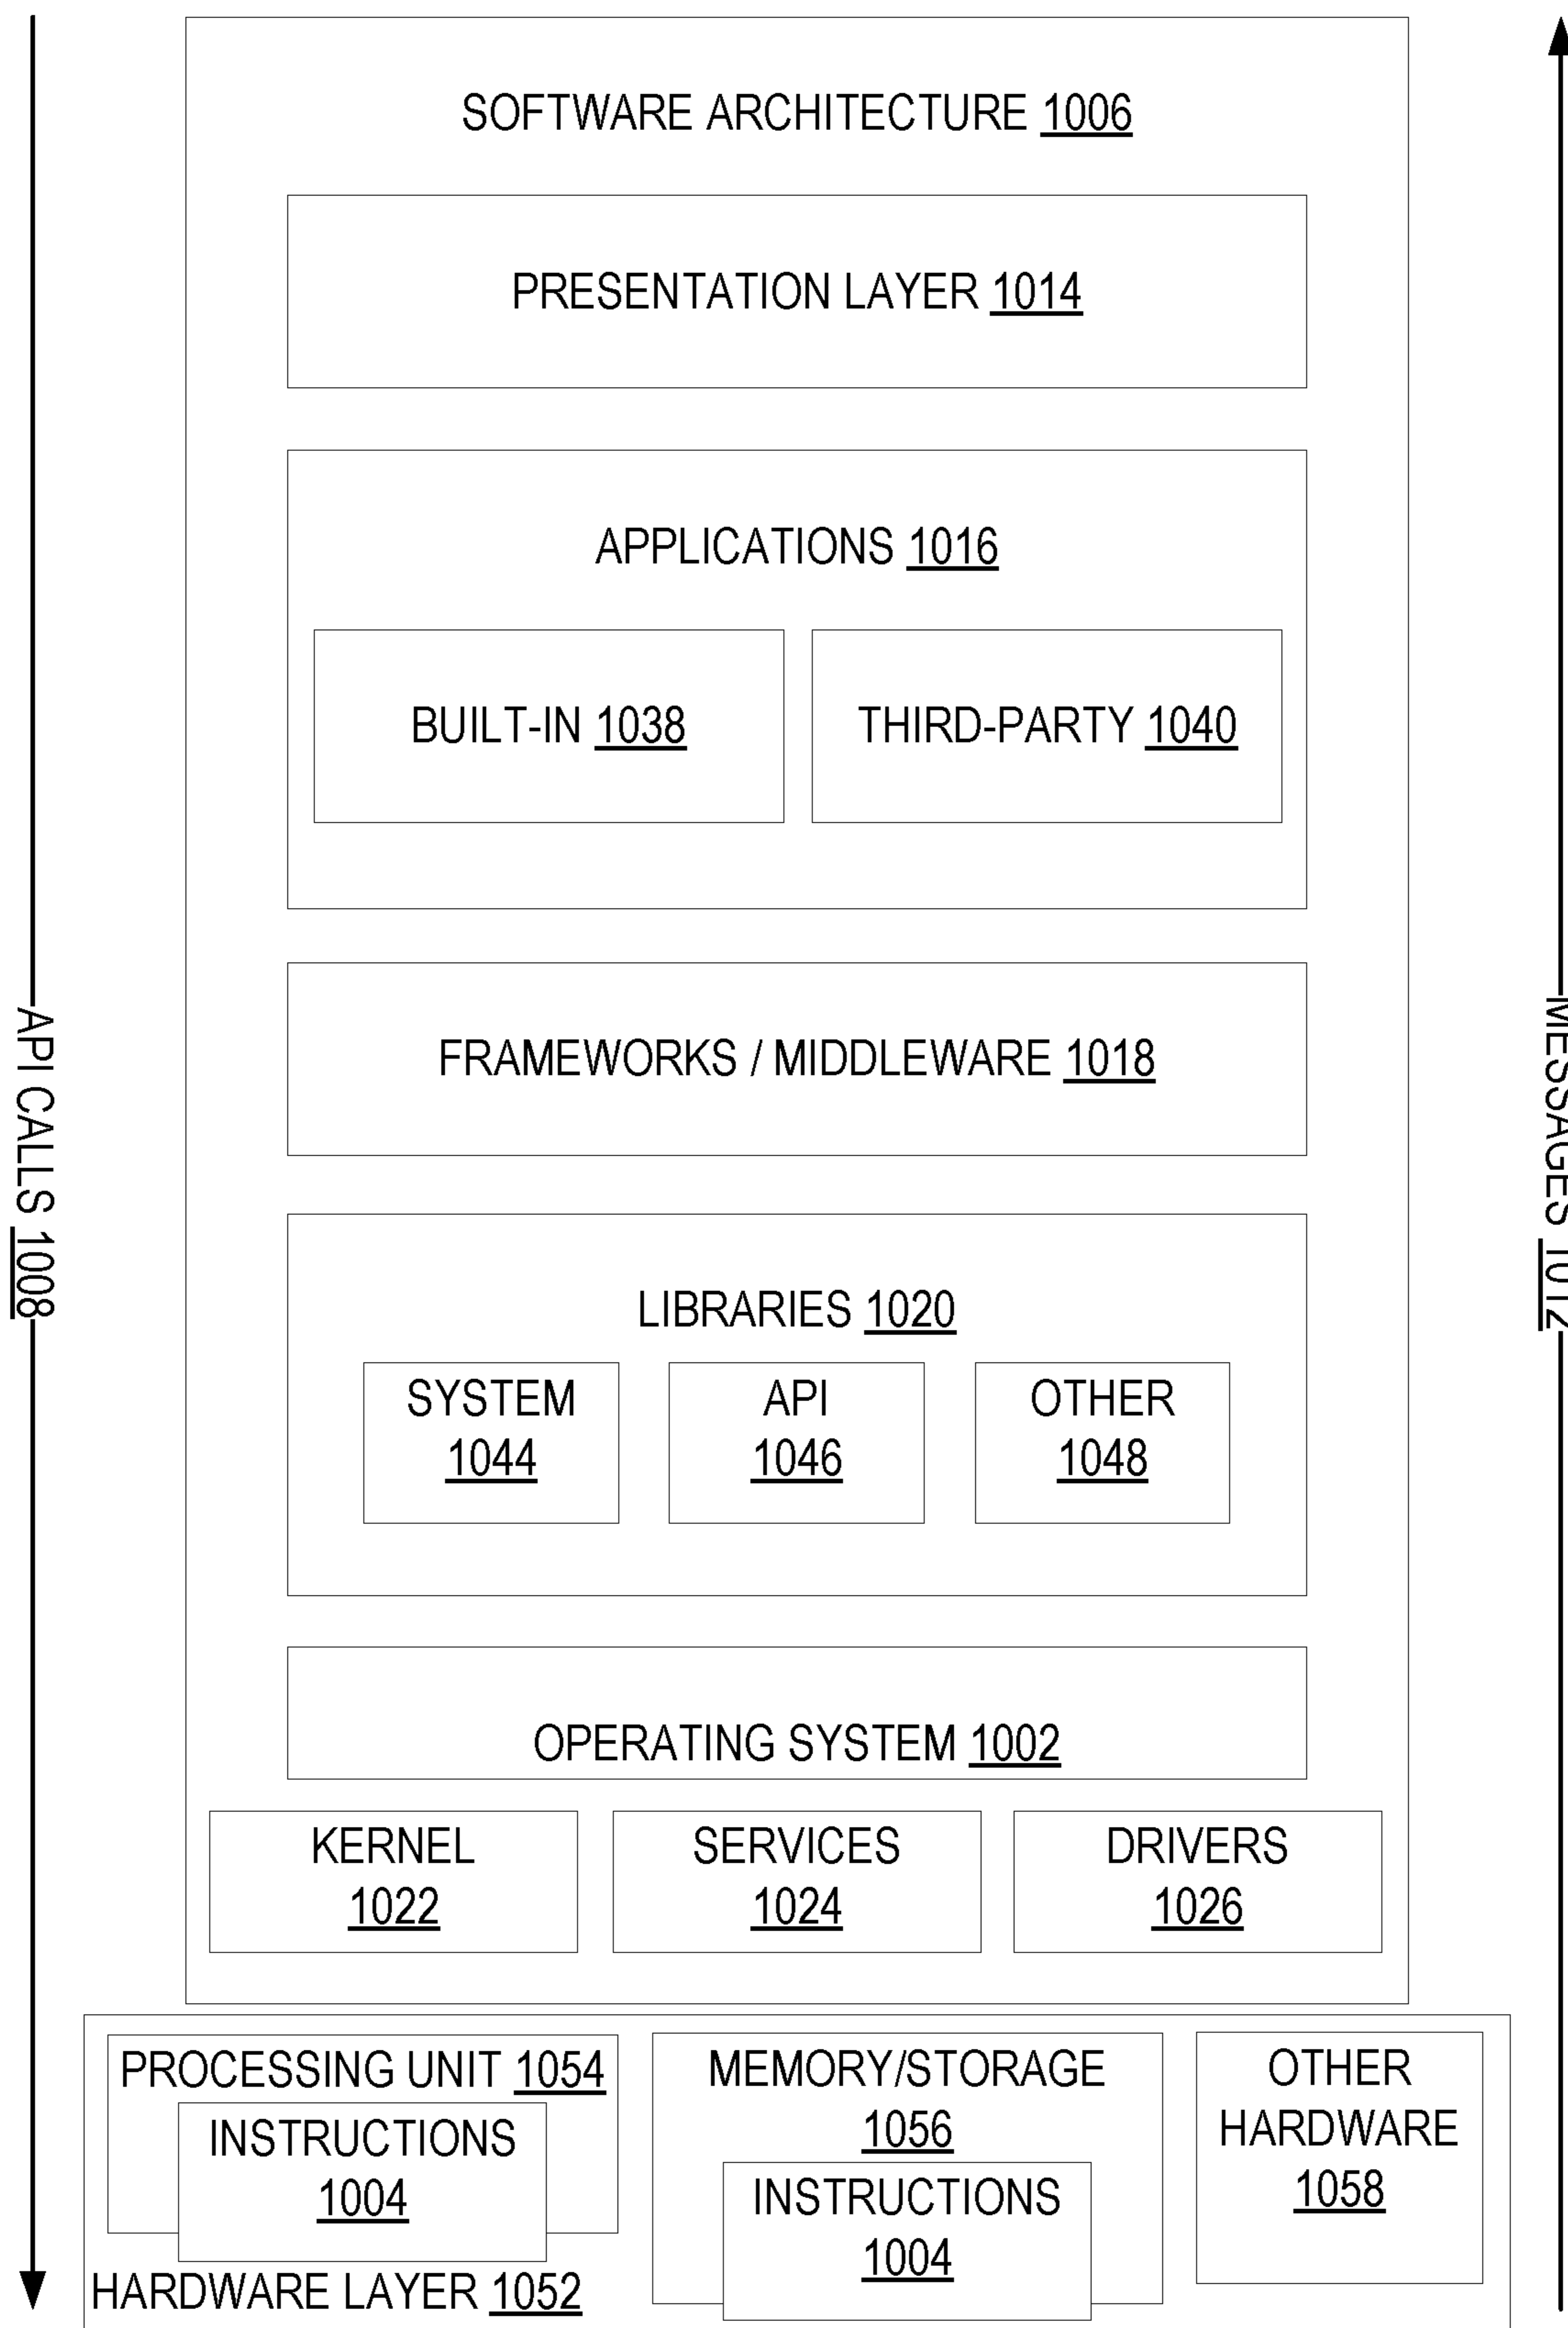 SOFTWARE ARCHITECTURE 1006
PRESENTATION LAYER 1014
APPLICATIONS 1016
BUILT-IN 1038
THIRD-PARTY 1040
FRAMEWORKS / MIDDLEWARE 1018
API CALLS 1008
MESSAGES 1012
LIBRARIES 1020
SYSTEM
1044
API
1046
OTHER
1048
OPERATING SYSTEM 1002
KERNEL
1022
SERVICES
1024
DRIVERS
1026
PROCESSING UNIT 1054
INSTRUCTIONS
1004
MEMORY/STORAGE
1056
INSTRUCTIONS
1004
OTHER
HARDWARE
1058
HARDWARE LAYER 1052